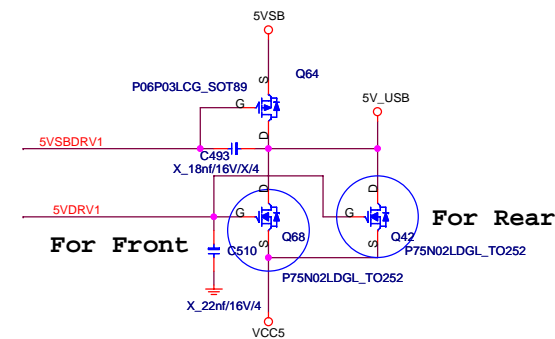 5VSB
S
Q64
P06P03LCG_SOT89
5V_USB
G
5VSBDRV1
D
C493
X_18nf/16V/X/4
D
D
5VDRV1
G
G
For Rear
For Front
S
Q68
S
Q42
C510
P75N02LDGL_TO252
P75N02LDGL_TO252
X_22nf/16V/4
VCC5